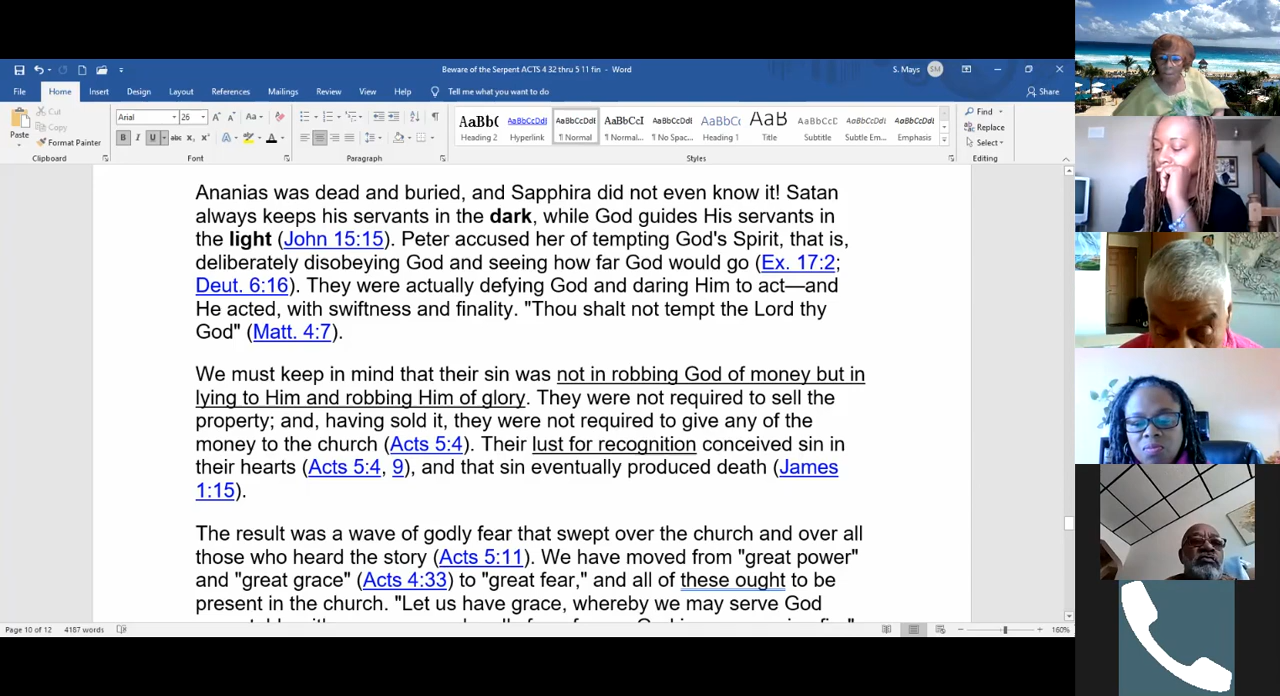 Beware of the Serpent ACTS 4 32 thru 5 11 fin - Word
S. Mays SM
File Home Insert Design Layout References Mailings Review View Help Tell me what you want to do Share
Paste Cut Copy Format Painter
Clipboard
Arial 26
Font
Paragraph
AaBbC Heading 2
AaBbCcDdI Hyperlink
AaBbCcDdI ¶ Normal
AaBbCcI ¶ Normal...
AaBbCcDdI ¶ No Spac...
AaBbCcI Heading 1
AaB Title
AaBbCcD Subtitle
AaBbCcDdI Subtle Em...
AaBbCcDdI Emphasis
Styles
Find
Replace
Select
Editing
Ananias was dead and buried, and Sapphira did not even know it! Satan
always keeps his servants in the dark, while God guides His servants in
the light (John 15:15). Peter accused her of tempting God's Spirit, that is,
deliberately disobeying God and seeing how far God would go (Ex. 17:2;
Deut. 6:16). They were actually defying God and daring Him to act—and
He acted, with swiftness and finality. "Thou shalt not tempt the Lord thy
God" (Matt. 4:7).
We must keep in mind that their sin was not in robbing God of money but in
lying to Him and robbing Him of glory. They were not required to sell the
property; and, having sold it, they were not required to give any of the
money to the church (Acts 5:4). Their lust for recognition conceived sin in
their hearts (Acts 5:4, 9), and that sin eventually produced death (James
1:15).
The result was a wave of godly fear that swept over the church and over all
those who heard the story (Acts 5:11). We have moved from "great power"
and "great grace" (Acts 4:33) to "great fear," and all of these ought to be
present in the church. "Let us have grace, whereby we may serve God
Page 10 of 12 4187 words 160%